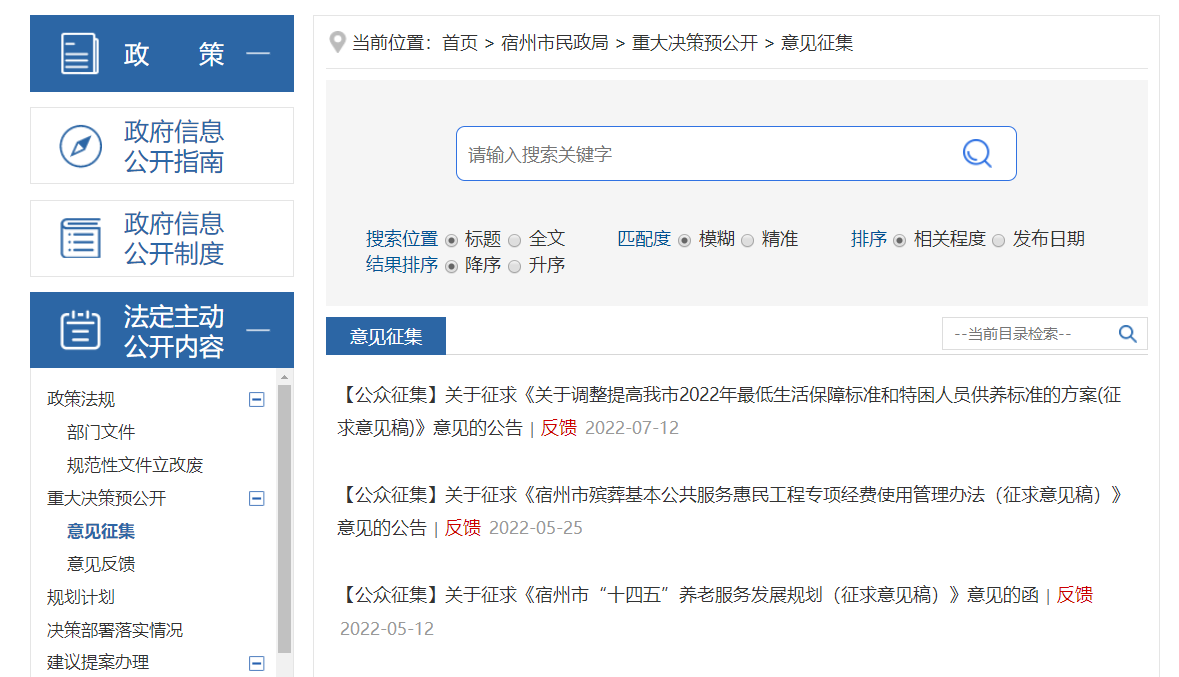 政 策
政府信息
公开指南
政府信息
公开制度
法定主动
公开内容
政策法规
部门文件
规范性文件立改废
重大决策预公开
意见征集
意见反馈
规划计划
决策部署落实情况
建议提案办理
当前位置：首页 > 宿州市民政局 > 重大决策预公开 > 意见征集
请输入搜索关键字
搜索位置 标题 全文 匹配度 模糊 精准 排序 相关程度 发布日期
结果排序 降序 升序
意见征集
--当前目录检索--
【公众征集】关于征求《关于调整提高我市2022年最低生活保障标准和特困人员供养标准的方案(征
求意见稿)》意见的公告 | 反馈 2022-07-12
【公众征集】关于征求《宿州市殡葬基本公共服务惠民工程专项经费使用管理办法（征求意见稿）》
意见的公告 | 反馈 2022-05-25
【公众征集】关于征求《宿州市“十四五”养老服务发展规划（征求意见稿）》意见的函 | 反馈
2022-05-12